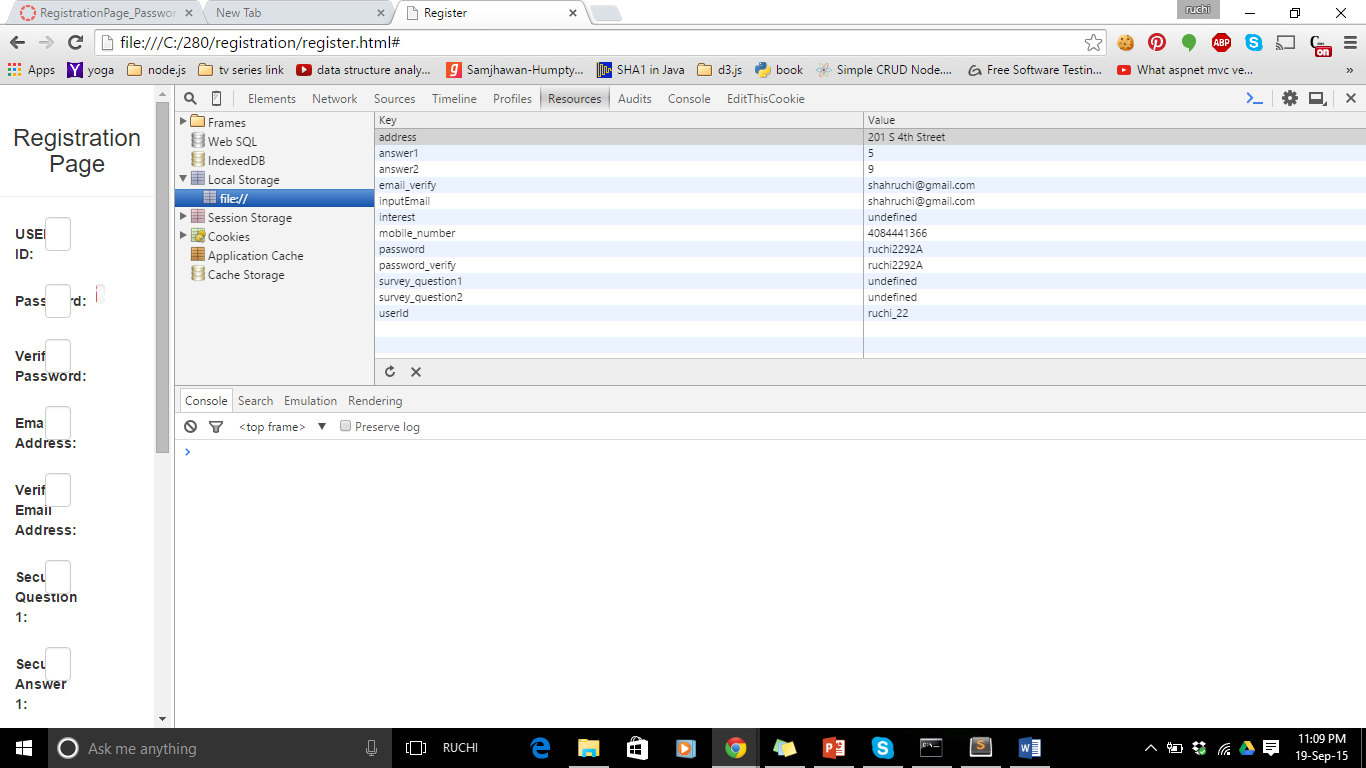 RegistrationPage_Passwor
New Tab
Register
ruchi
file:///C:/280/registration/register.html#
ABP
on
Apps
yoga
node.js
tv series link
data structure analy...
Samjhawan-Humpty...
SHA1 in Java
d3.js
book
Simple CRUD Node....
Free Software Testin...
What aspnet mvc ve...
»
Elements Network Sources Timeline Profiles Resources Audits Console EditThisCookie
Registration
Page
USE
ID:
Pass rd:
Verif
Password:
Ema
Address:
Verif
Email
Address:
Secu
Question
1:
Secu
Answer
1:
Frames
Web SQL
IndexedDB
Local Storage
file://
Session Storage
Cookies
Application Cache
Cache Storage
Key Value
address 201 S 4th Street
answer1 5
answer2 9
email_verify shahruchi@gmail.com
inputEmail shahruchi@gmail.com
interest undefined
mobile_number 4084441366
password ruchi2292A
password_verify ruchi2292A
survey_question1 undefined
survey_question2 undefined
userId ruchi_22
Console Search Emulation Rendering
<top frame> ▼ Preserve log
>
Ask me anything
RUCHI
11:09 PM
19-Sep-15